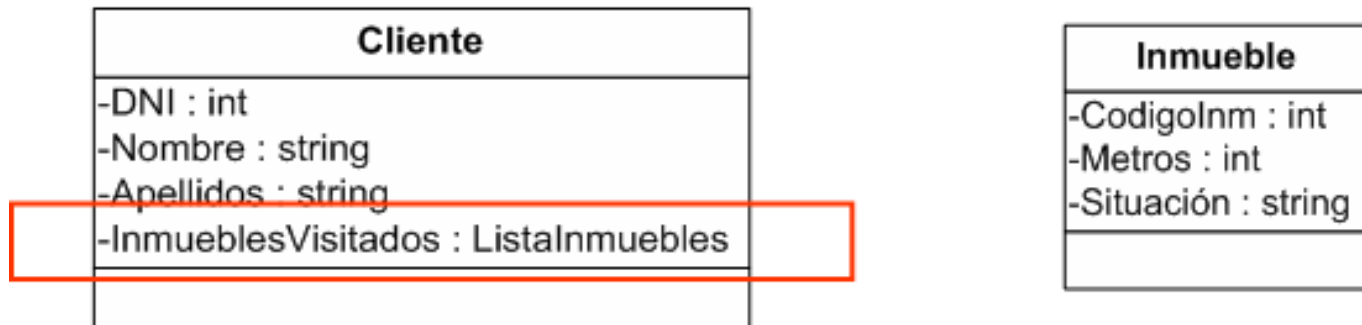 Cliente
-DNI : int
-Nombre : string
-Apellidos : string
-InmueblesVisitados : ListaInmuebles
Inmueble
-CodigoInm : int
-Metros : int
-Situación : string